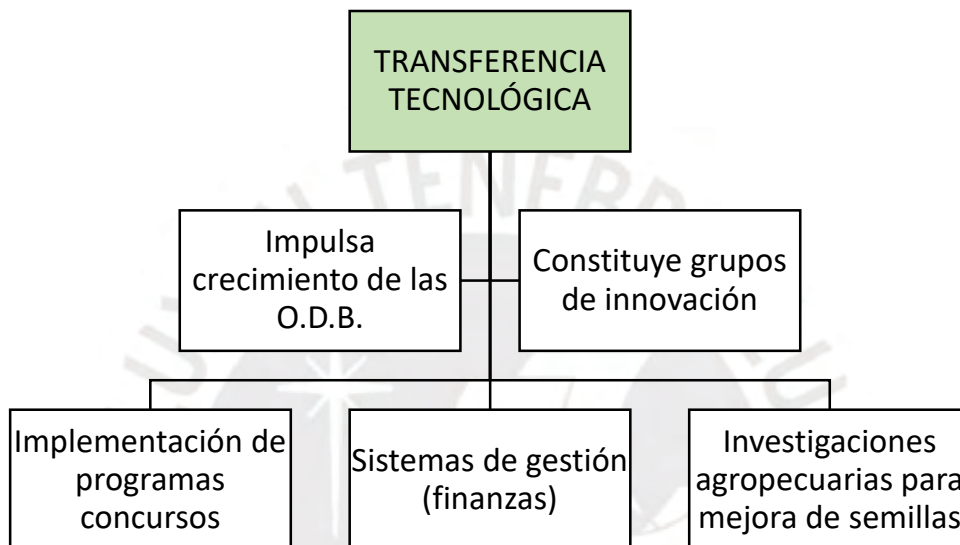 TRANSFERENCIA
TECNOLÓGICA
Impulsa
crecimiento de las
O.D.B.
Constituye grupos
de innovación
Implementación de
programas
concursos
Sistemas de gestión
(finanzas)
Investigaciones
agropecuarias para
mejora de semillas